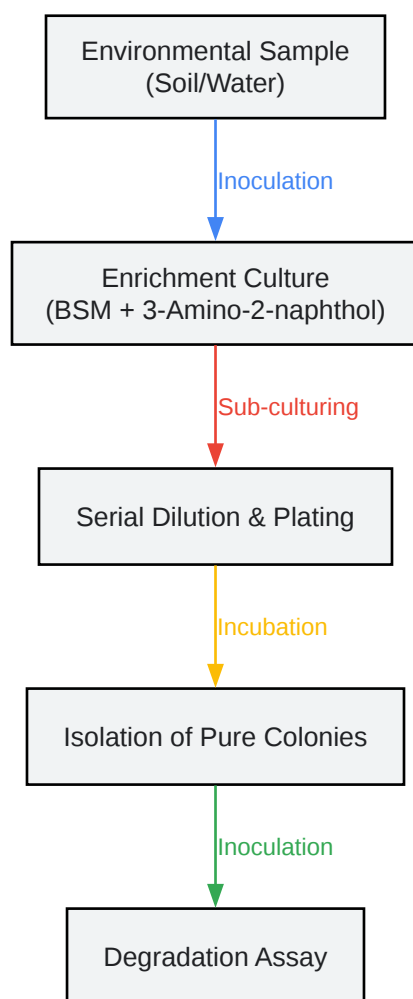 Environmental Sample
(Soil/Water)
Inoculation
Enrichment Culture
(BSM + 3-Amino-2-naphthol)
Sub-culturing
Serial Dilution & Plating
Incubation
Isolation of Pure Colonies
Inoculation
Degradation Assay